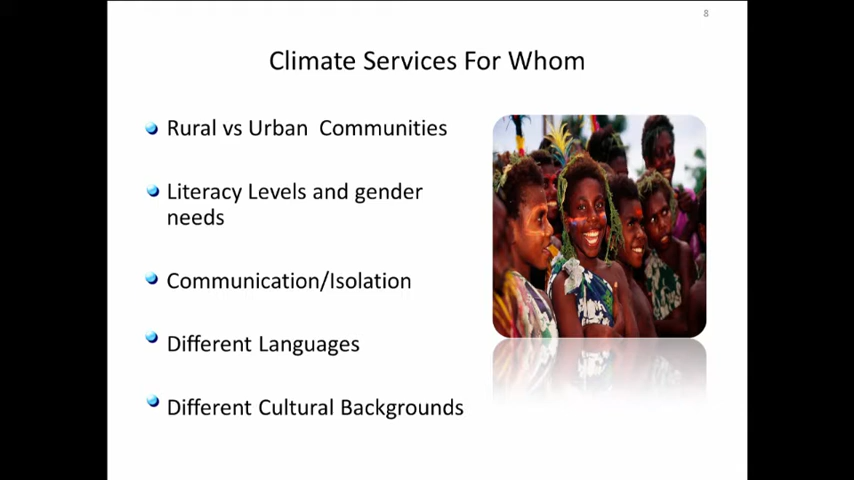 8
Climate Services For Whom
Rural vs Urban Communities
Literacy Levels and gender
needs
Communication/Isolation
Different Languages
Different Cultural Backgrounds